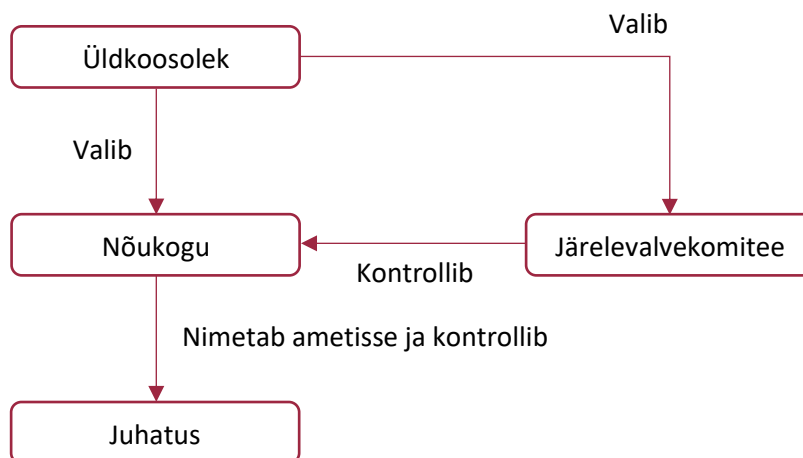 Valib
Üldkoosolek
Valib
Nõukogu
Järelevalvekomitee
Kontrollib
Nimetab ametisse ja kontrollib
Juhatus